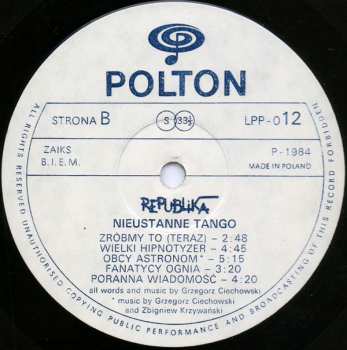 POLTON
STRONA B
S 33⅓
LPP-012
ZAIKS
B.I.E.M.
P-1984
MADE IN POLAND
REPUBLIKA
NIEUSTANNE TANGO
ZRÓBMY TO (TERAZ) – 2:48
WIELKI HIPNOTYZER – 4:45
OBCY ASTRONOM* – 5:15
FANATYCY OGNIA – 3:20
PORANNA WIADOMOŚĆ – 4:20
all words and music by Grzegorz Ciechowski
* music by Grzegorz Ciechowski
and Zbigniew Krzywański
ALL RIGHTS RESERVED UNAUTHORISED COPYING PUBLIC PERFORMANCE AND BROADCASTING OF THIS RECORD FORBIDDEN